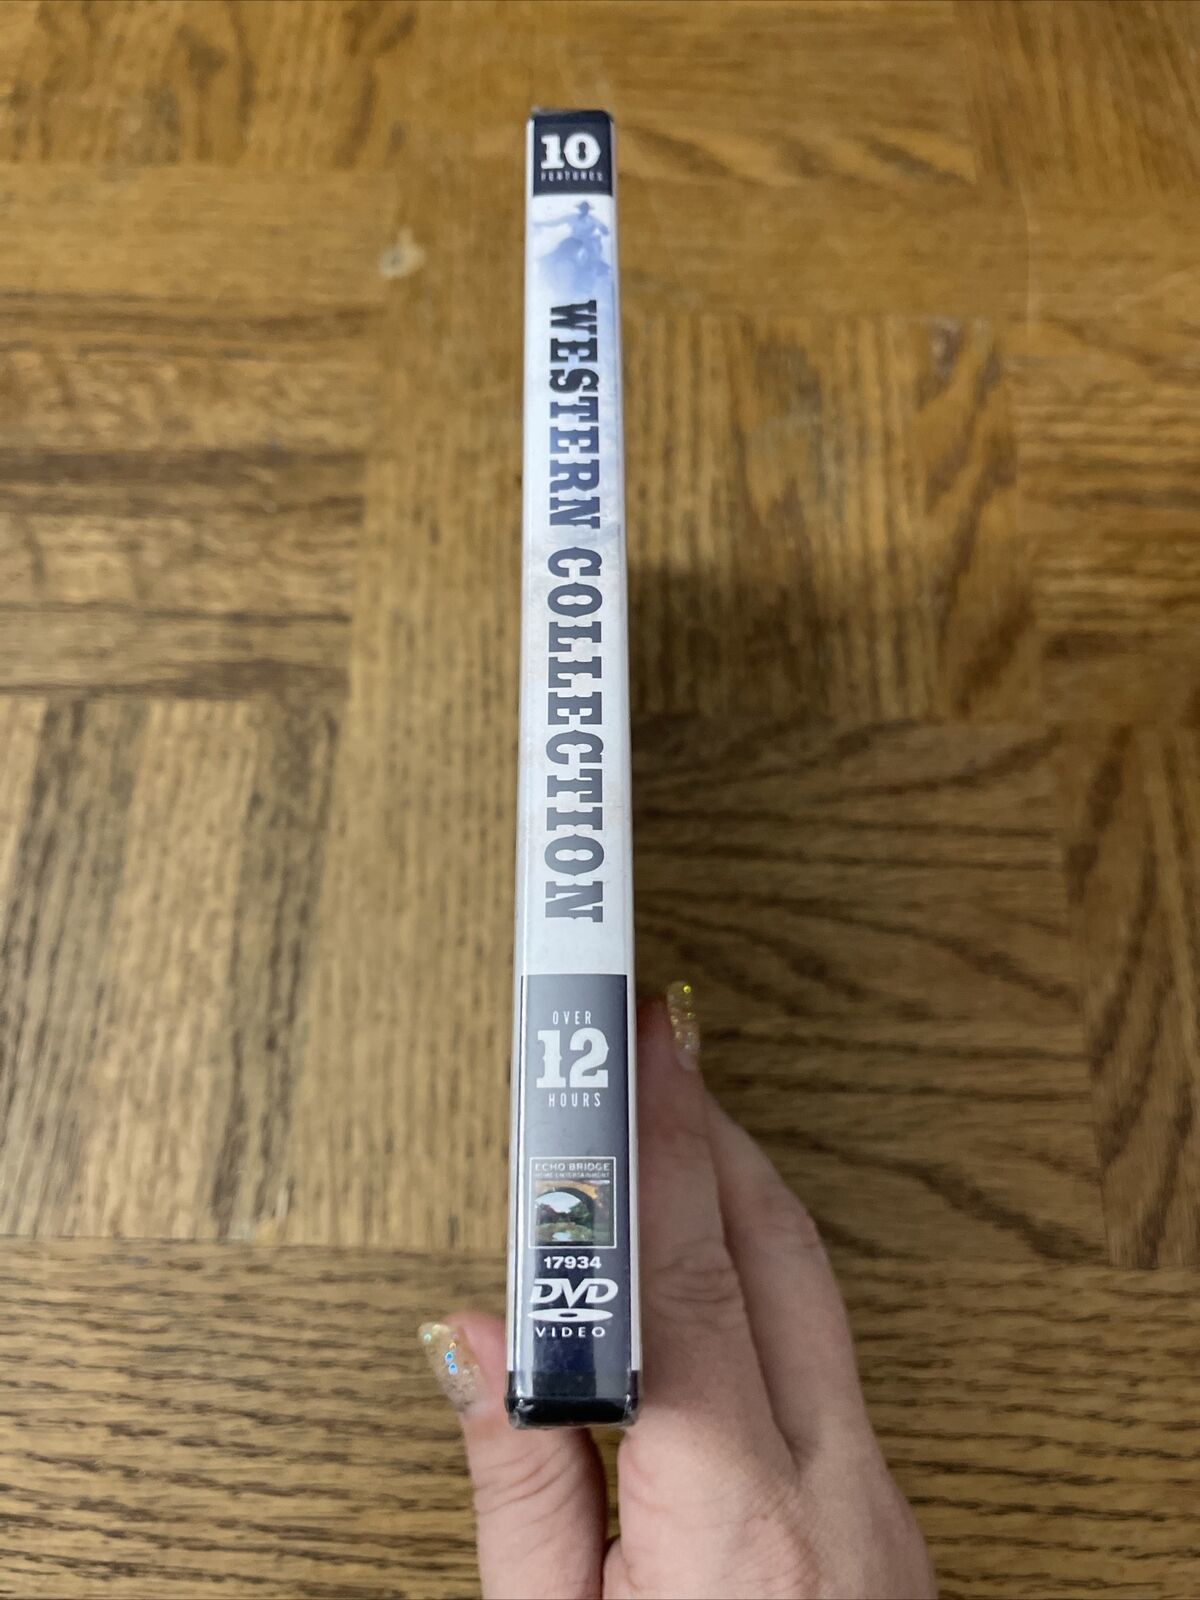 10
FEATURES
WESTERN COLLECTION
OVER
12
HOURS
ECHO BRIDGE
HOME ENTERTAINMENT
17934
DVD
VIDEO